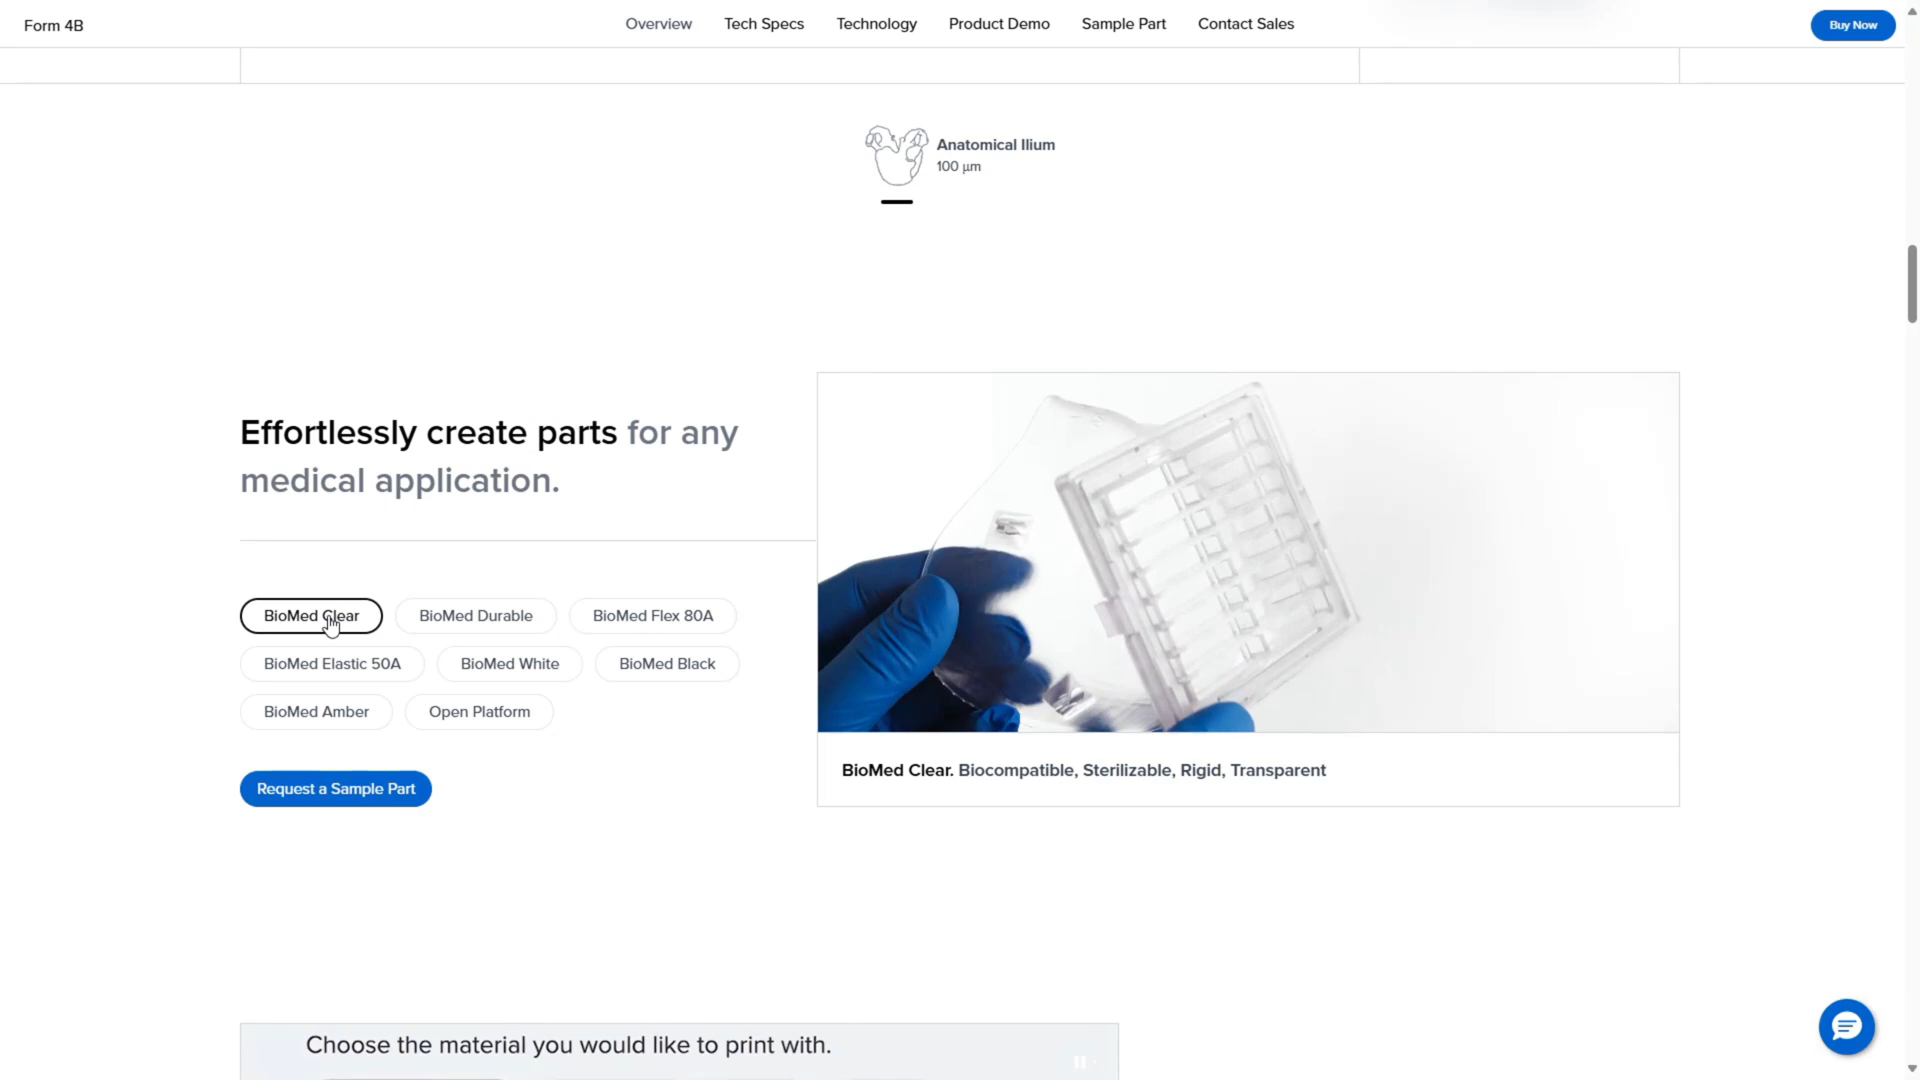 Form 4B
Overview
Tech Specs
Technology
Product Demo
Sample Part
Contact Sales
Buy Now
Anatomical Ilium
100 μm
Effortlessly create parts for any
medical application.
BioMed Clear
BioMed Durable
BioMed Flex 80A
BioMed Elastic 50A
BioMed White
BioMed Black
BioMed Amber
Open Platform
Request a Sample Part
BioMed Clear. Biocompatible, Sterilizable, Rigid, Transparent
Choose the material you would like to print with.